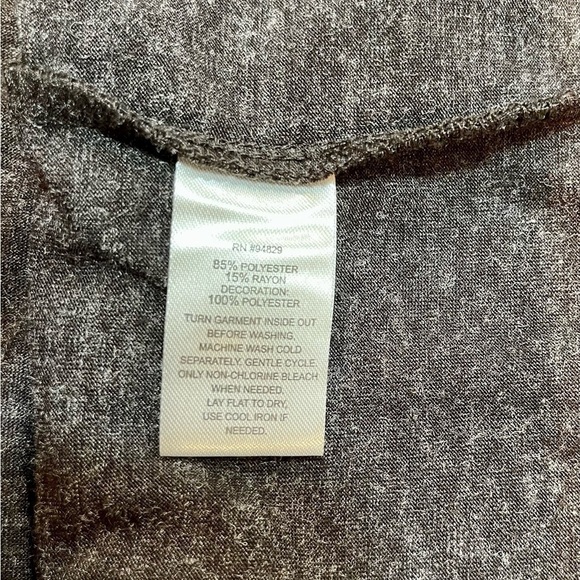 RN #94829
85% POLYESTER
15% RAYON
DECORATION:
100% POLYESTER
TURN GARMENT INSIDE OUT
BEFORE WASHING.
MACHINE WASH COLD
SEPARATELY. GENTLE CYCLE.
ONLY NON-CHLORINE BLEACH
WHEN NEEDED.
LAY FLAT TO DRY,
USE COOL IRON IF
NEEDED.